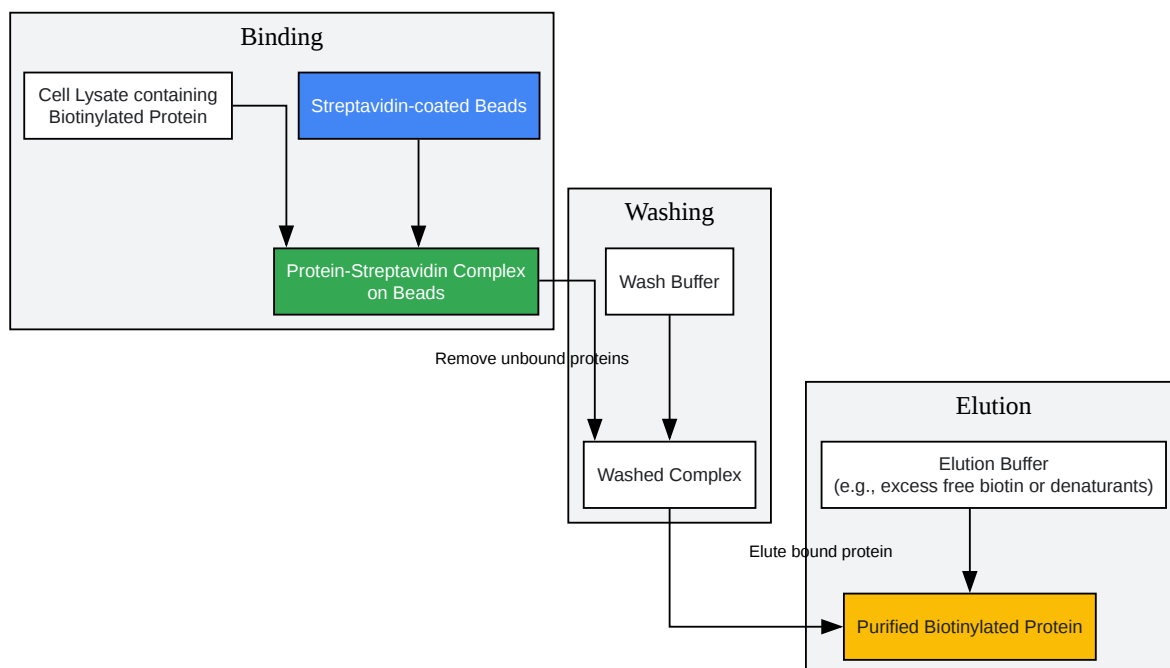 Binding
Cell Lysate containing
Biotinylated Protein
Streptavidin-coated Beads
Protein-Streptavidin Complex
on Beads
Washing
Wash Buffer
Remove unbound proteins
Washed Complex
Elution
Elution Buffer
(e.g., excess free biotin or denaturants)
Elute bound protein
Purified Biotinylated Protein